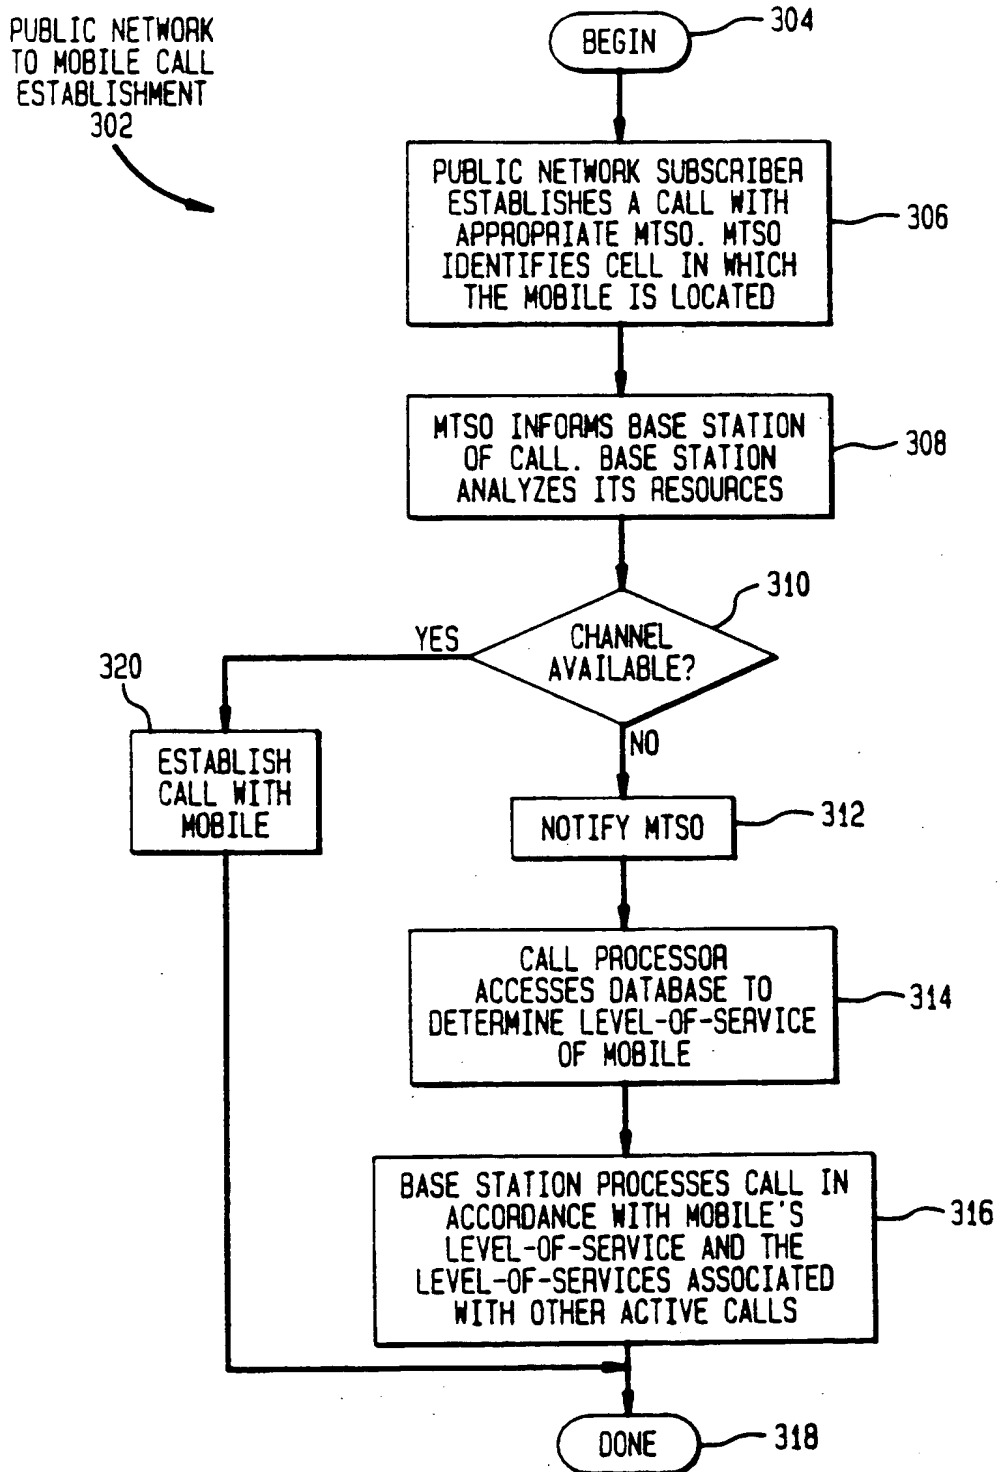 PUBLIC NETWORK
TO MOBILE CALL
ESTABLISHMENT
302
BEGIN
304
PUBLIC NETWORK SUBSCRIBER
ESTABLISHES A CALL WITH
APPROPRIATE MTSO. MTSO
IDENTIFIES CELL IN WHICH
THE MOBILE IS LOCATED
306
MTSO INFORMS BASE STATION
OF CALL. BASE STATION
ANALYZES ITS RESOURCES
308
CHANNEL
AVAILABLE?
310
YES
NO
320
ESTABLISH
CALL WITH
MOBILE
NOTIFY MTSO
312
CALL PROCESSOR
ACCESSES DATABASE TO
DETERMINE LEVEL-OF-SERVICE
OF MOBILE
314
BASE STATION PROCESSES CALL IN
ACCORDANCE WITH MOBILE'S
LEVEL-OF-SERVICE AND THE
LEVEL-OF-SERVICES ASSOCIATED
WITH OTHER ACTIVE CALLS
316
DONE
318